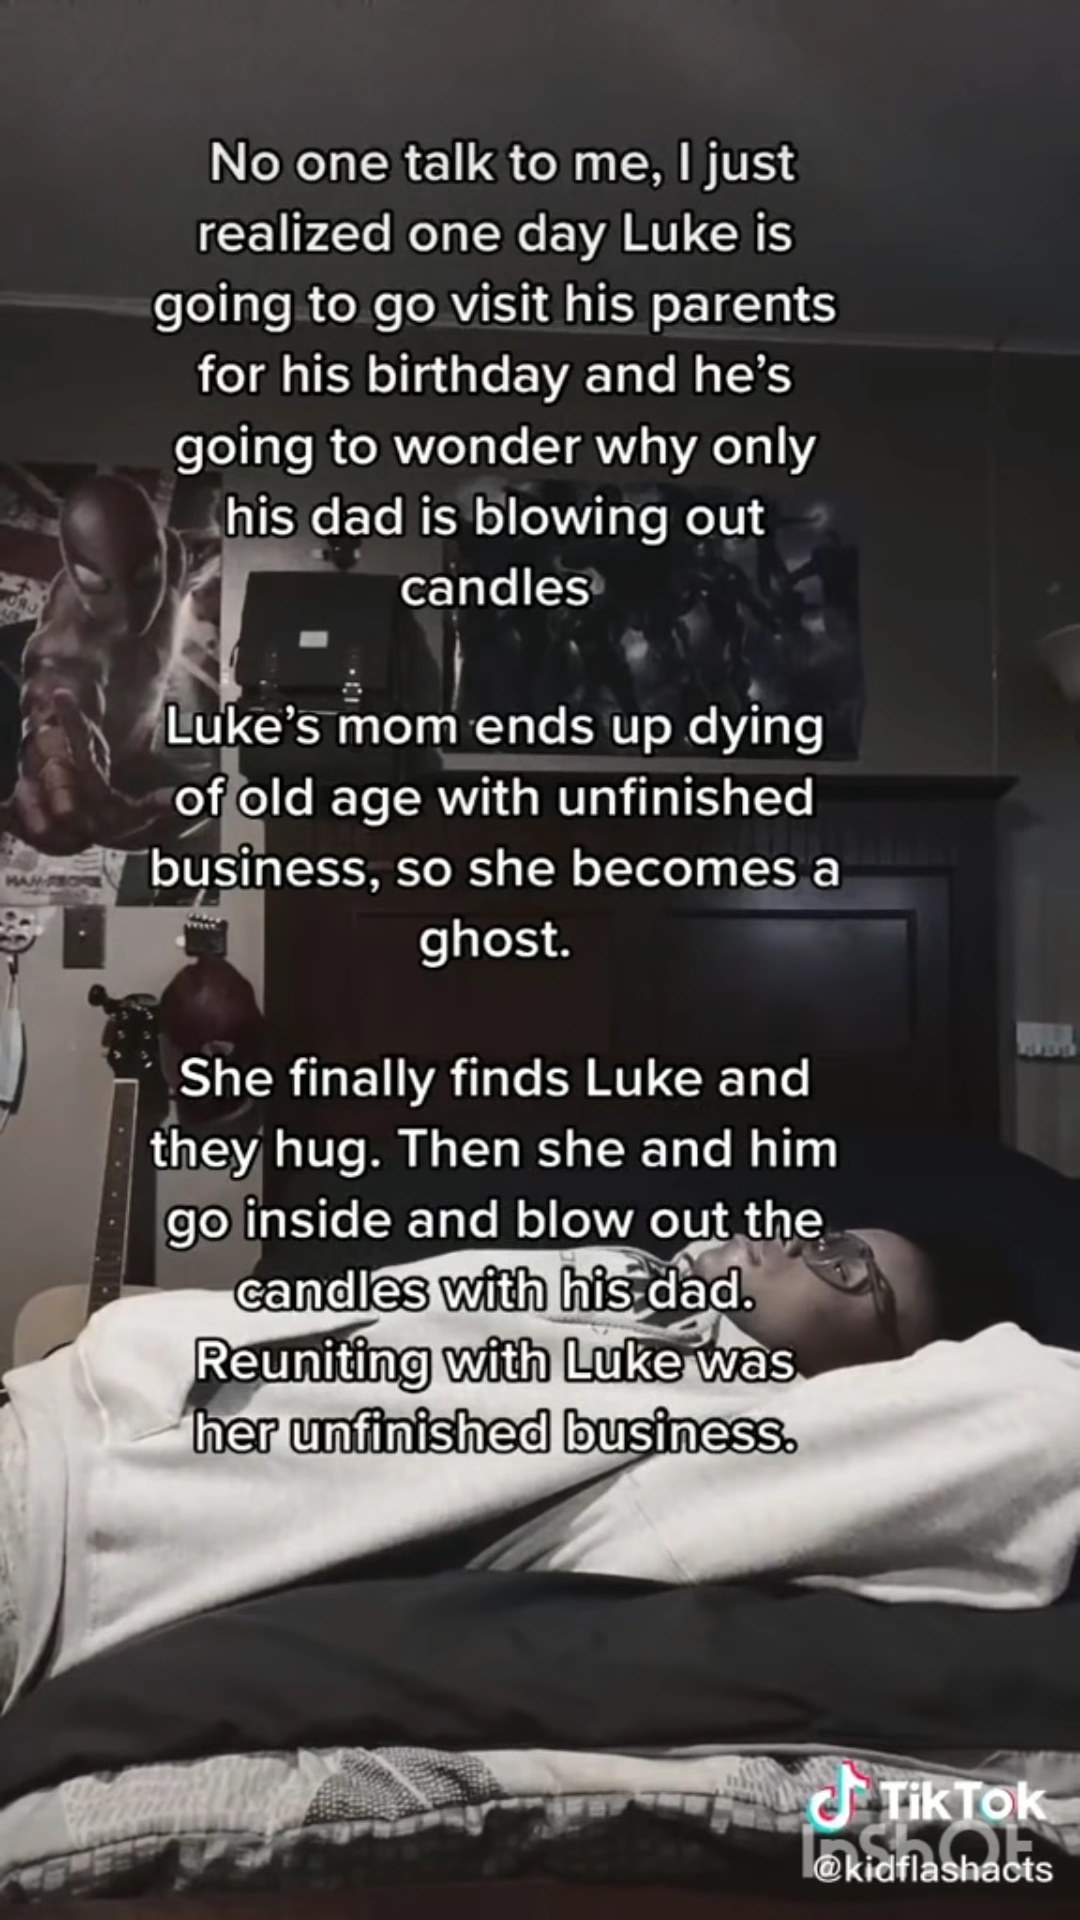 No one talk to me, I just
realized one day Luke is
going to go visit his parents
for his birthday and he's
going to wonder why only
his dad is blowing out
candles
Luke's mom ends up dying
of old age with unfinished
business, so she becomes a
ghost.
She finally finds Luke and
they hug. Then she and him
go inside and blow out the
candles with his dad.
Reuniting with Luke was
her unfinished business.
TikTok
InShOt
@kidflashacts